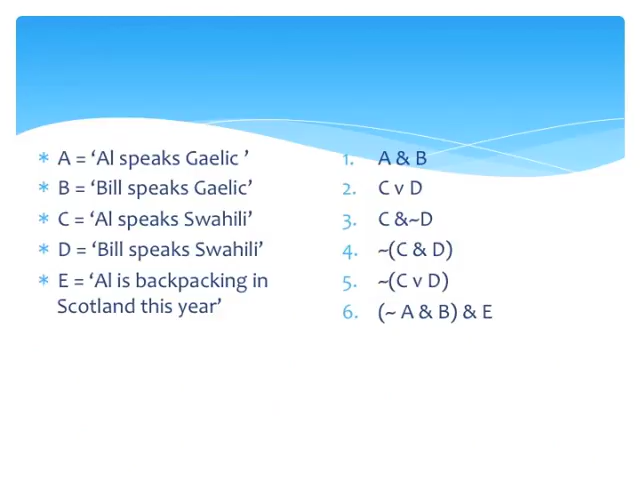 * A = ‘Al speaks Gaelic ’
* B = ‘Bill speaks Gaelic’
* C = ‘Al speaks Swahili’
* D = ‘Bill speaks Swahili’
* E = ‘Al is backpacking in
Scotland this year’
1. A & B
2. C v D
3. C &~D
4. ~(C & D)
5. ~(C v D)
6. (~ A & B) & E